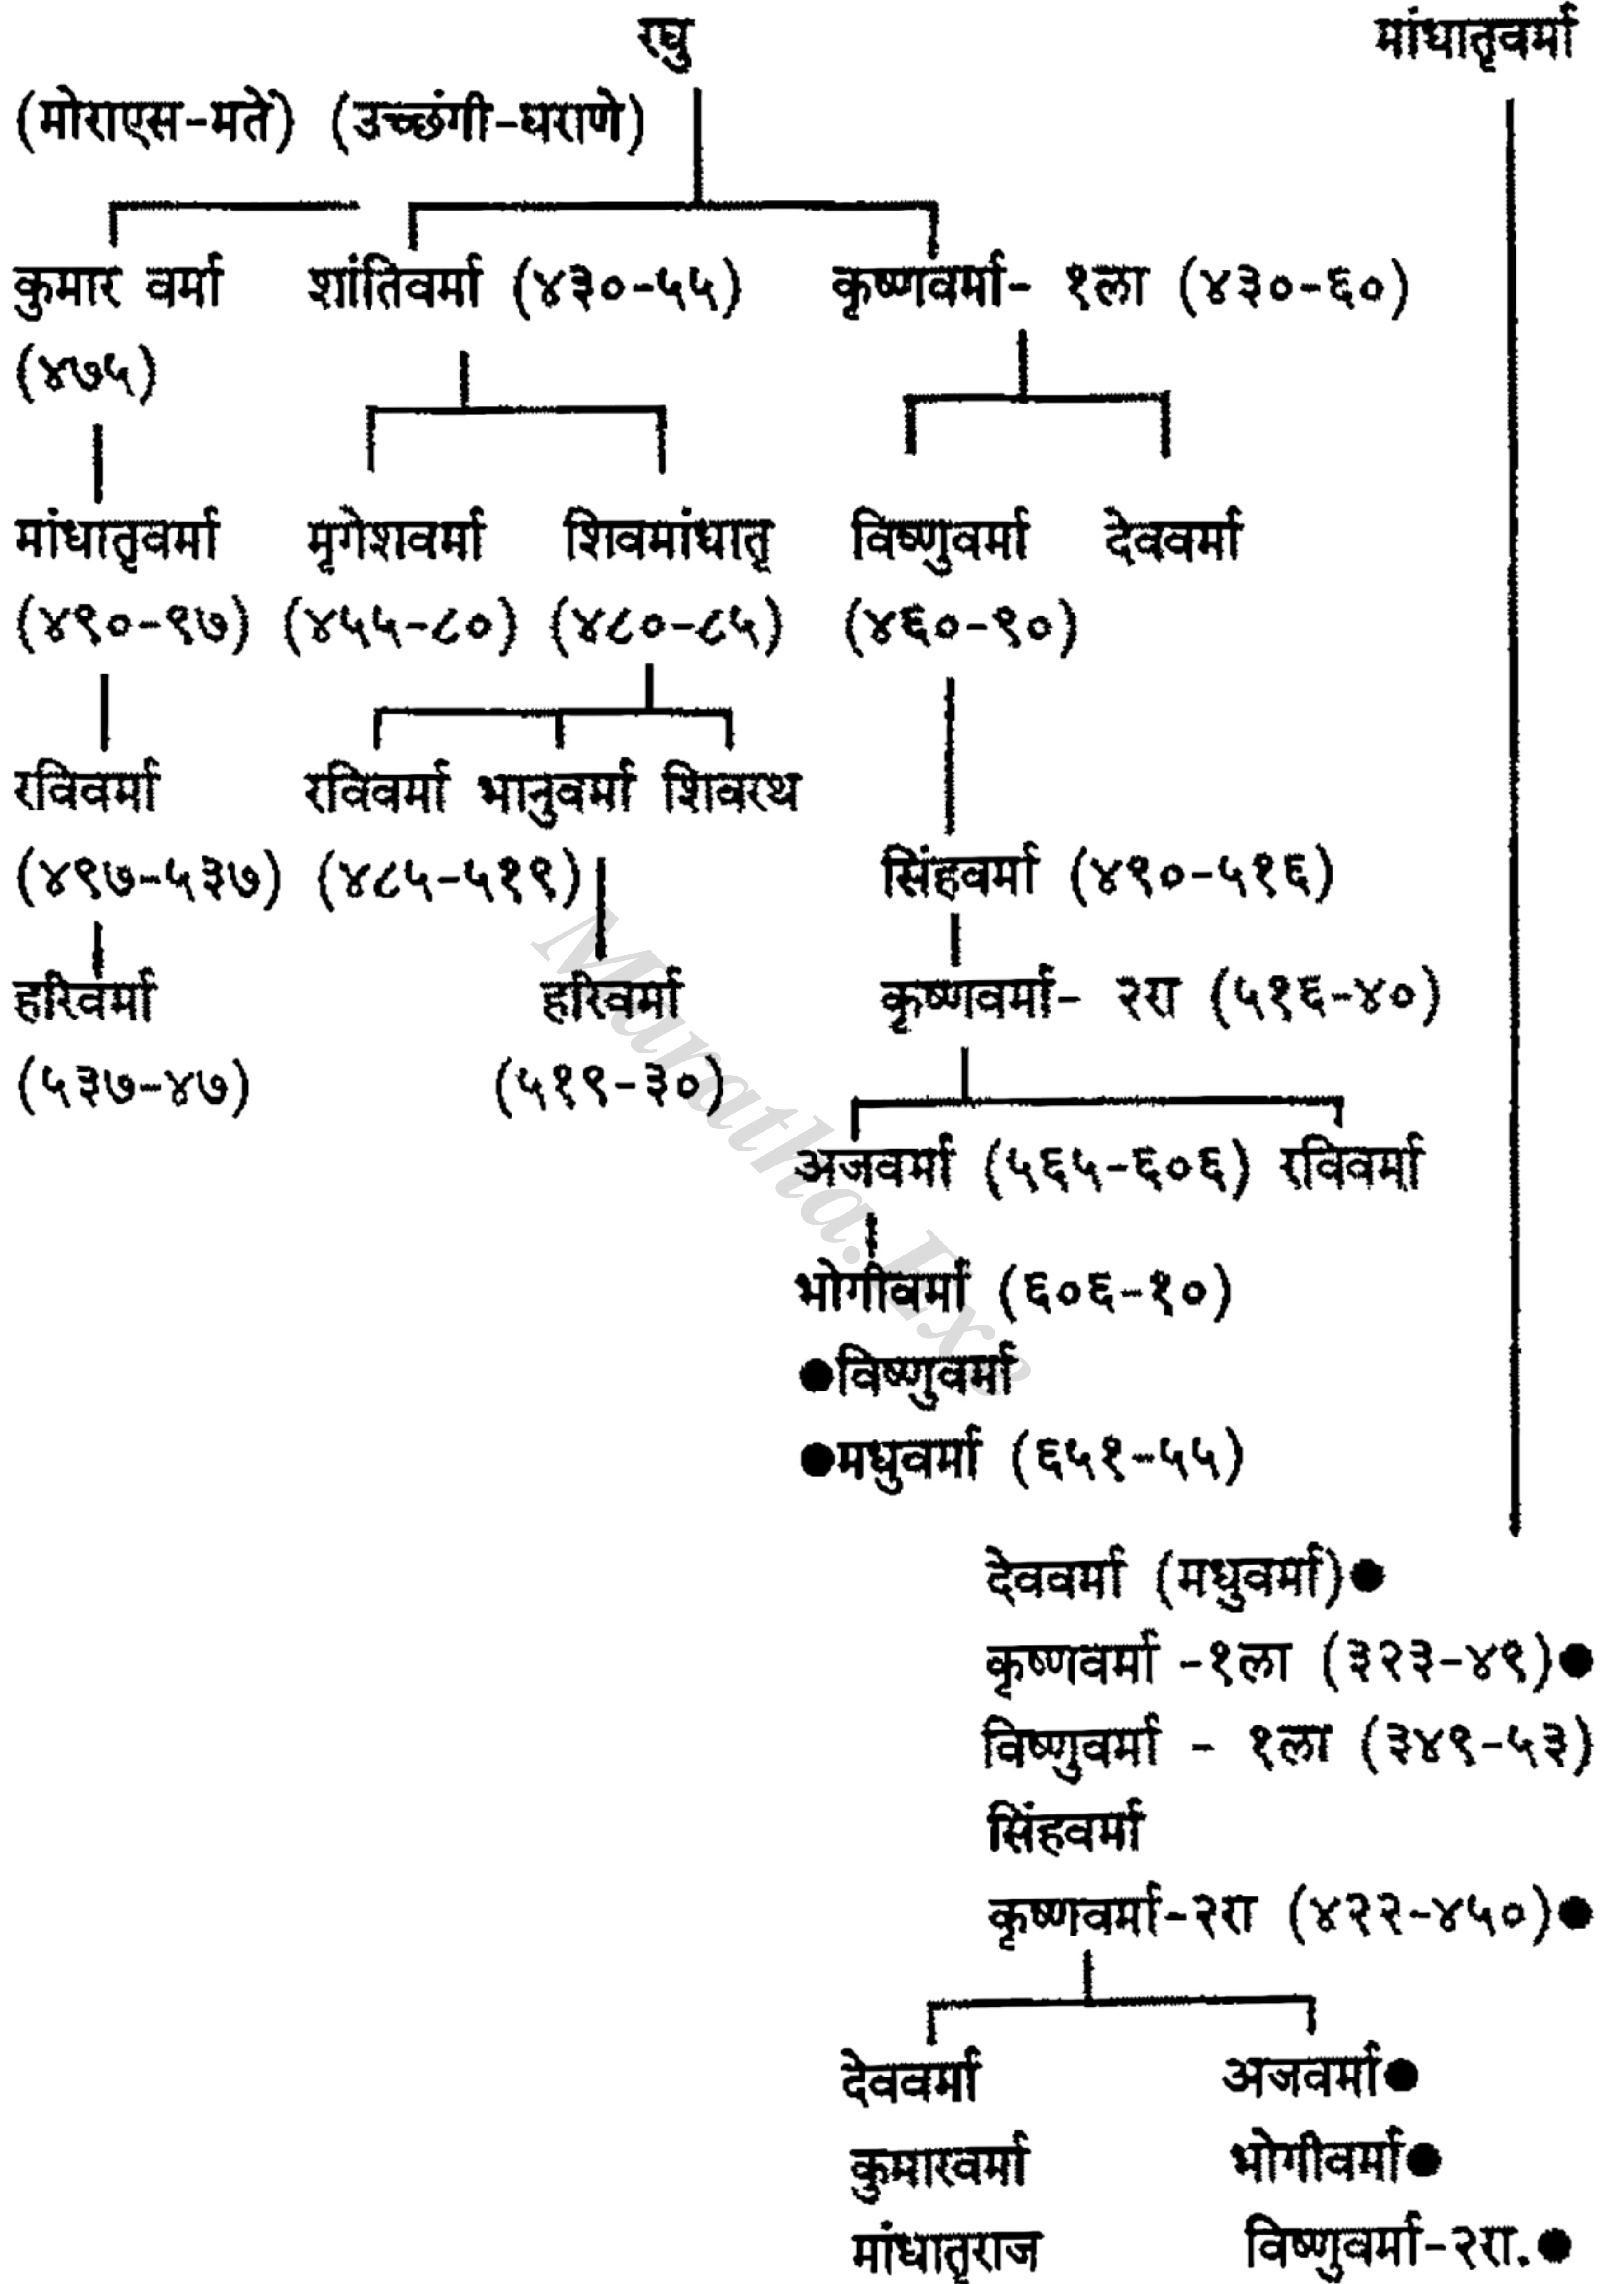 रघु मांधातृवर्मा
(मोराएस-मतें) (उच्छंगी-घराणे)
कुमार वर्मा शांतिवर्मा (४३०-५५) कृष्णवर्मा- १ला (४३०-६०)
(४७५)
मांधातृवर्मा मृगेशवर्मा शिवमांधातृ विष्णुवर्मा देववर्मा
(४९०-९७) (४५५-८०) (४८०-८५) (४६०-९०)
रविवर्मा रविवर्मा भानुवर्मा शिवरथ
(४९७-५३७) (४८५-५१९) सिंहवर्मा (४९०-५१६)
हरिवर्मा हरिवर्मा कृष्णवर्मा- २रा (५१६-४०)
(५३७-४७) (५१९-३०)
अजवर्मा (५६५-६०६) रविवर्मा
भोगीवर्मा (६०६-१०)
●विष्णुवर्मा
●मधुवर्मा (६५१-५५)
देववर्मा (मधुवर्मा)●
कृष्णवर्मा -१ला (३२३-४९)●
विष्णुवर्मा - १ला (३४९-५३)
सिंहवर्मा
कृष्णवर्मा-२रा (४२२-४५०)●
देववर्मा अजवर्मा●
कुमारवर्मा भोगीवर्मा●
मांधातृराज विष्णुवर्मा-२रा.●